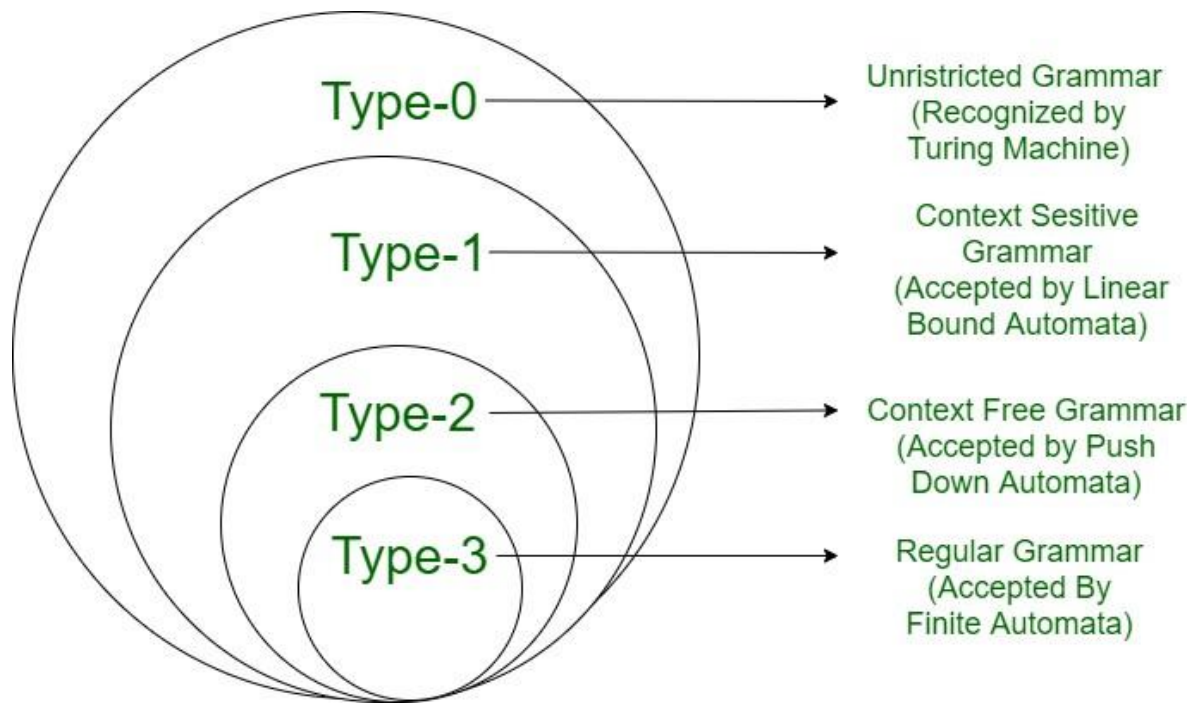 Type-0
Unristricted Grammar
(Recognized by
Turing Machine)
Type-1
Context Sesitive
Grammar
(Accepted by Linear
Bound Automata)
Type-2
Context Free Grammar
(Accepted by Push
Down Automata)
Type-3
Regular Grammar
(Accepted By
Finite Automata)